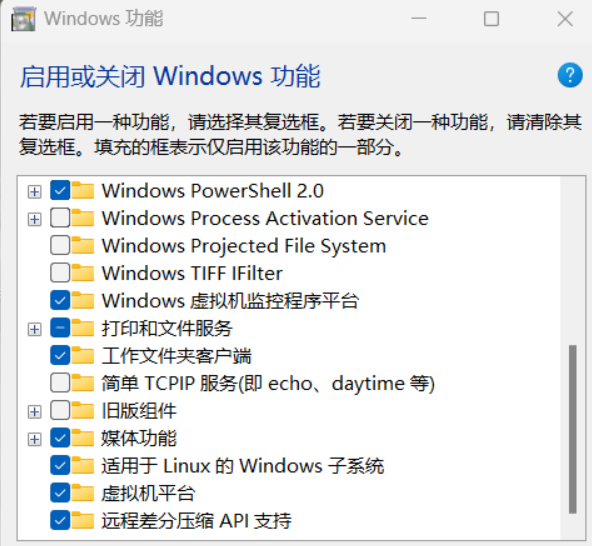 Windows 功能
启用或关闭 Windows 功能
?
若要启用一种功能，请选择其复选框。若要关闭一种功能，请清除其
复选框。填充的框表示仅启用该功能的一部分。
Windows PowerShell 2.0
Windows Process Activation Service
Windows Projected File System
Windows TIFF IFilter
Windows 虚拟机监控程序平台
打印和文件服务
工作文件夹客户端
简单 TCPIP 服务(即 echo、daytime 等)
旧版组件
媒体功能
适用于 Linux 的 Windows 子系统
虚拟机平台
远程差分压缩 API 支持